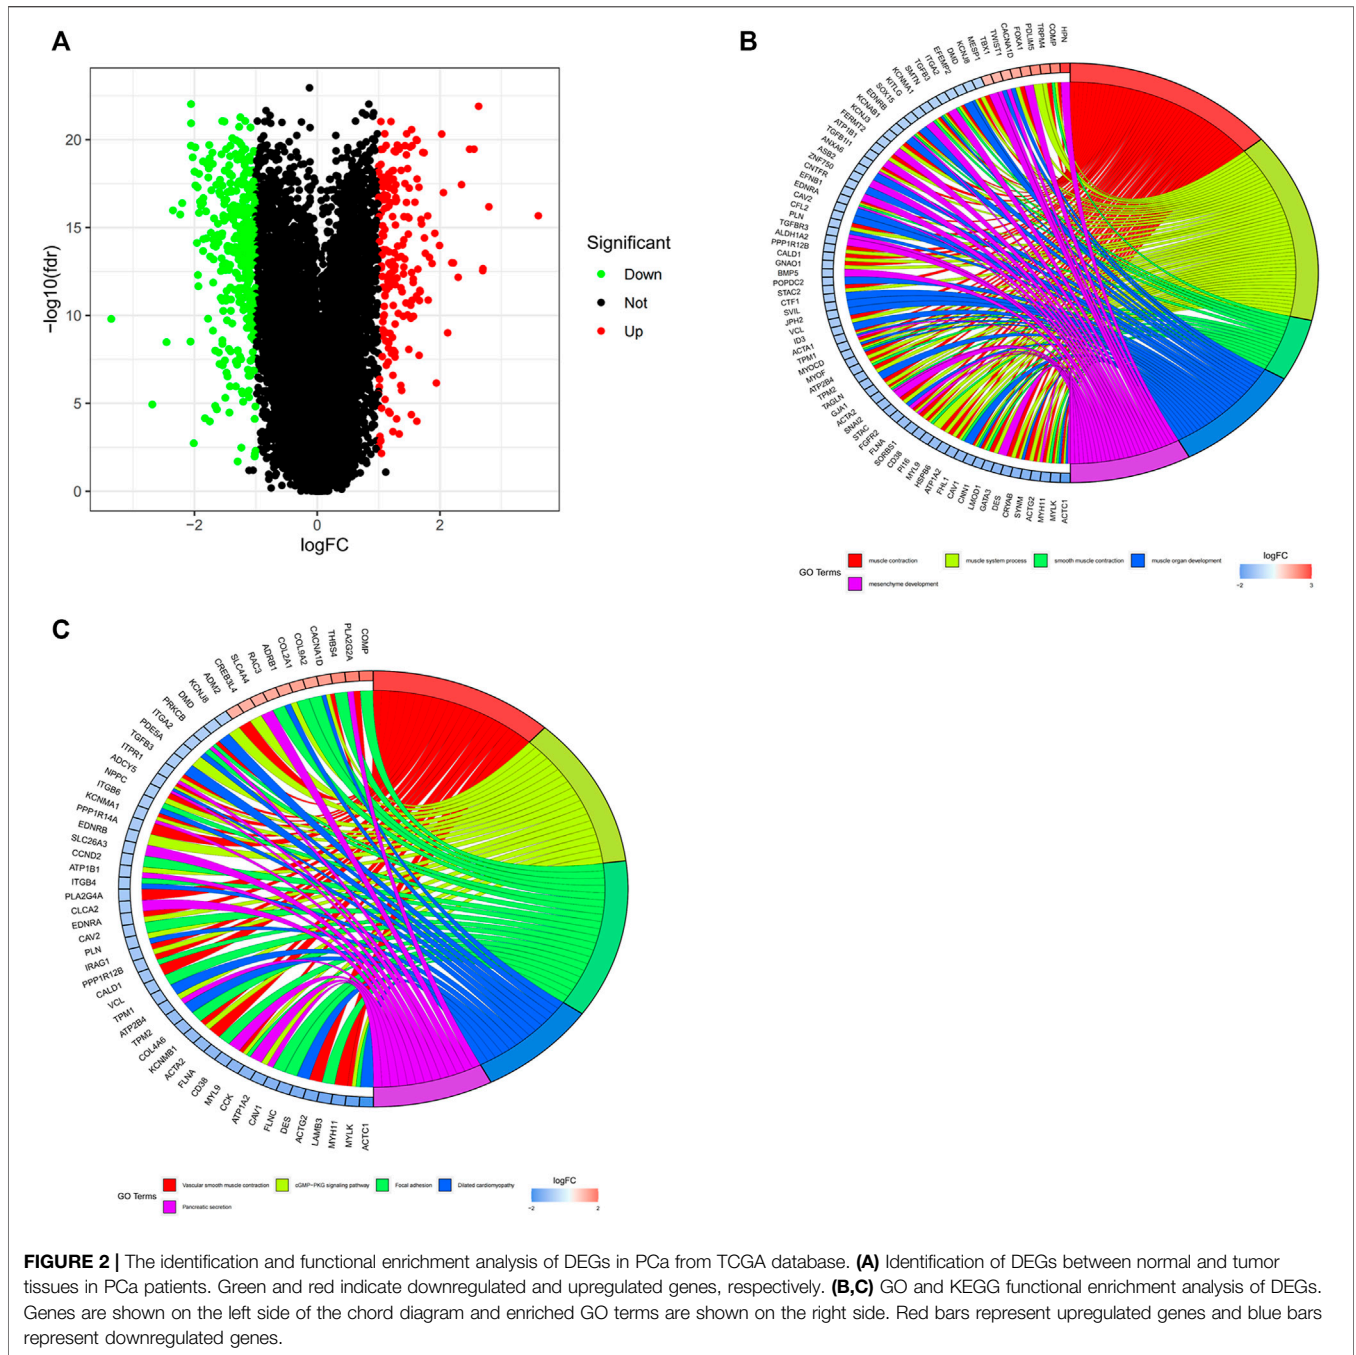 A
20
15
10
5
0
−2
0
2
−log10(fdr)
logFC
Significant
Down
Not
Up
B
HPN
COMP
TRPM4
PDLIM5
FOXA1
CACNA1D
TWIST1
TBX1
MESP1
KCNJ8
DMD
EFEMP2
ITGA2
TGFB3
SMTN
KCNMA1
KITLG
SOX15
EDNRB
KCNAB1
KCNJ3
FERMT2
ATP1B1
TGFB1I1
ANXA6
ASB2
ZNF750
CNTFR
EFNB1
EDNRA
CAV2
CFL2
PLN
TGFBR3
ALDH1A2
PPP1R12B
CALD1
GNAO1
BMP5
POPDC2
STAC2
CTF1
SVIL
JPH2
VCL
ID3
ACTA1
TPM1
MYOCD
MYOF
ATP2B4
TPM2
TAGLN
GJA1
ACTA2
SNAI2
STAC
FGFR2
FLNA
SORBS1
CD38
PI16
MYL9
HSPB6
ATP1A2
FHL1
CAV1
CNN1
LMOD1
GATA3
DES
CRYAB
SYNM
ACTG2
MYH11
MYLK
ACTC1
GO Terms
muscle contraction
muscle system process
smooth muscle contraction
muscle organ development
mesenchyme development
logFC
−2
3
C
COMP
PLA2G2A
THBS4
CACNA1D
COL9A2
COL2A1
ADRB1
RAC3
SLC4A4
CREB3L4
ADM2
KCNJ8
DMD
PRKCB
ITGA2
PDE5A
TGFB3
ITPR1
ADCY5
NPPC
ITGB6
KCNMA1
PPP1R14A
EDNRB
SLC26A3
CCND2
ATP1B1
ITGB4
PLA2G4A
CLCA2
EDNRA
CAV2
PLN
IRAG1
PPP1R12B
CALD1
VCL
TPM1
ATP2B4
TPM2
COL4A6
KCNMB1
ACTA2
FLNA
CD38
MYL9
CCK
ATP1A2
CAV1
FLNC
DES
ACTG2
LAMB3
MYH11
MYLK
ACTC1
GO Terms
Vascular smooth muscle contraction
cGMP−PKG signaling pathway
Focal adhesion
Dilated cardiomyopathy
Pancreatic secretion
logFC
−2
2
FIGURE 2 | The identification and functional enrichment analysis of DEGs in PCa from TCGA database. (A) Identification of DEGs between normal and tumor
tissues in PCa patients. Green and red indicate downregulated and upregulated genes, respectively. (B,C) GO and KEGG functional enrichment analysis of DEGs.
Genes are shown on the left side of the chord diagram and enriched GO terms are shown on the right side. Red bars represent upregulated genes and blue bars
represent downregulated genes.